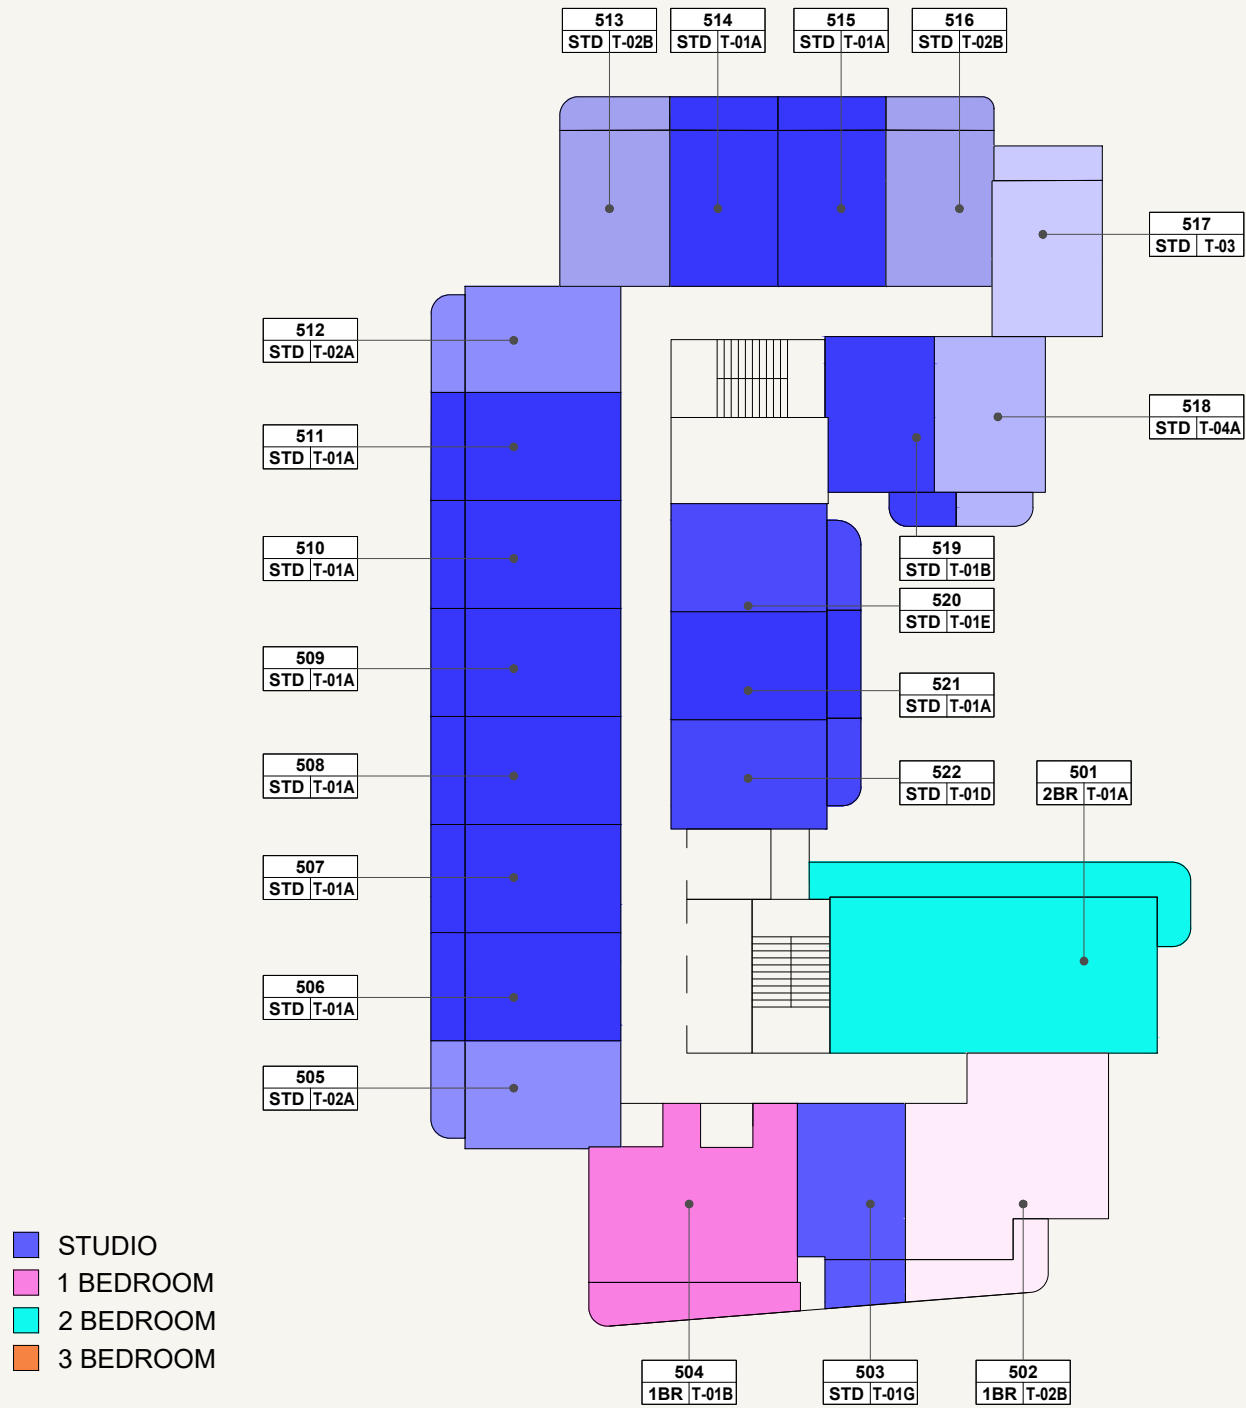 513
STD T-02B
514
STD T-01A
515
STD T-01A
516
STD T-02B
517
STD T-03
512
STD T-02A
518
STD T-04A
511
STD T-01A
510
STD T-01A
519
STD T-01B
520
STD T-01E
509
STD T-01A
521
STD T-01A
508
STD T-01A
522
STD T-01D
501
2BR T-01A
507
STD T-01A
506
STD T-01A
505
STD T-02A
STUDIO
1 BEDROOM
2 BEDROOM
3 BEDROOM
504
1BR T-01B
503
STD T-01G
502
1BR T-02B